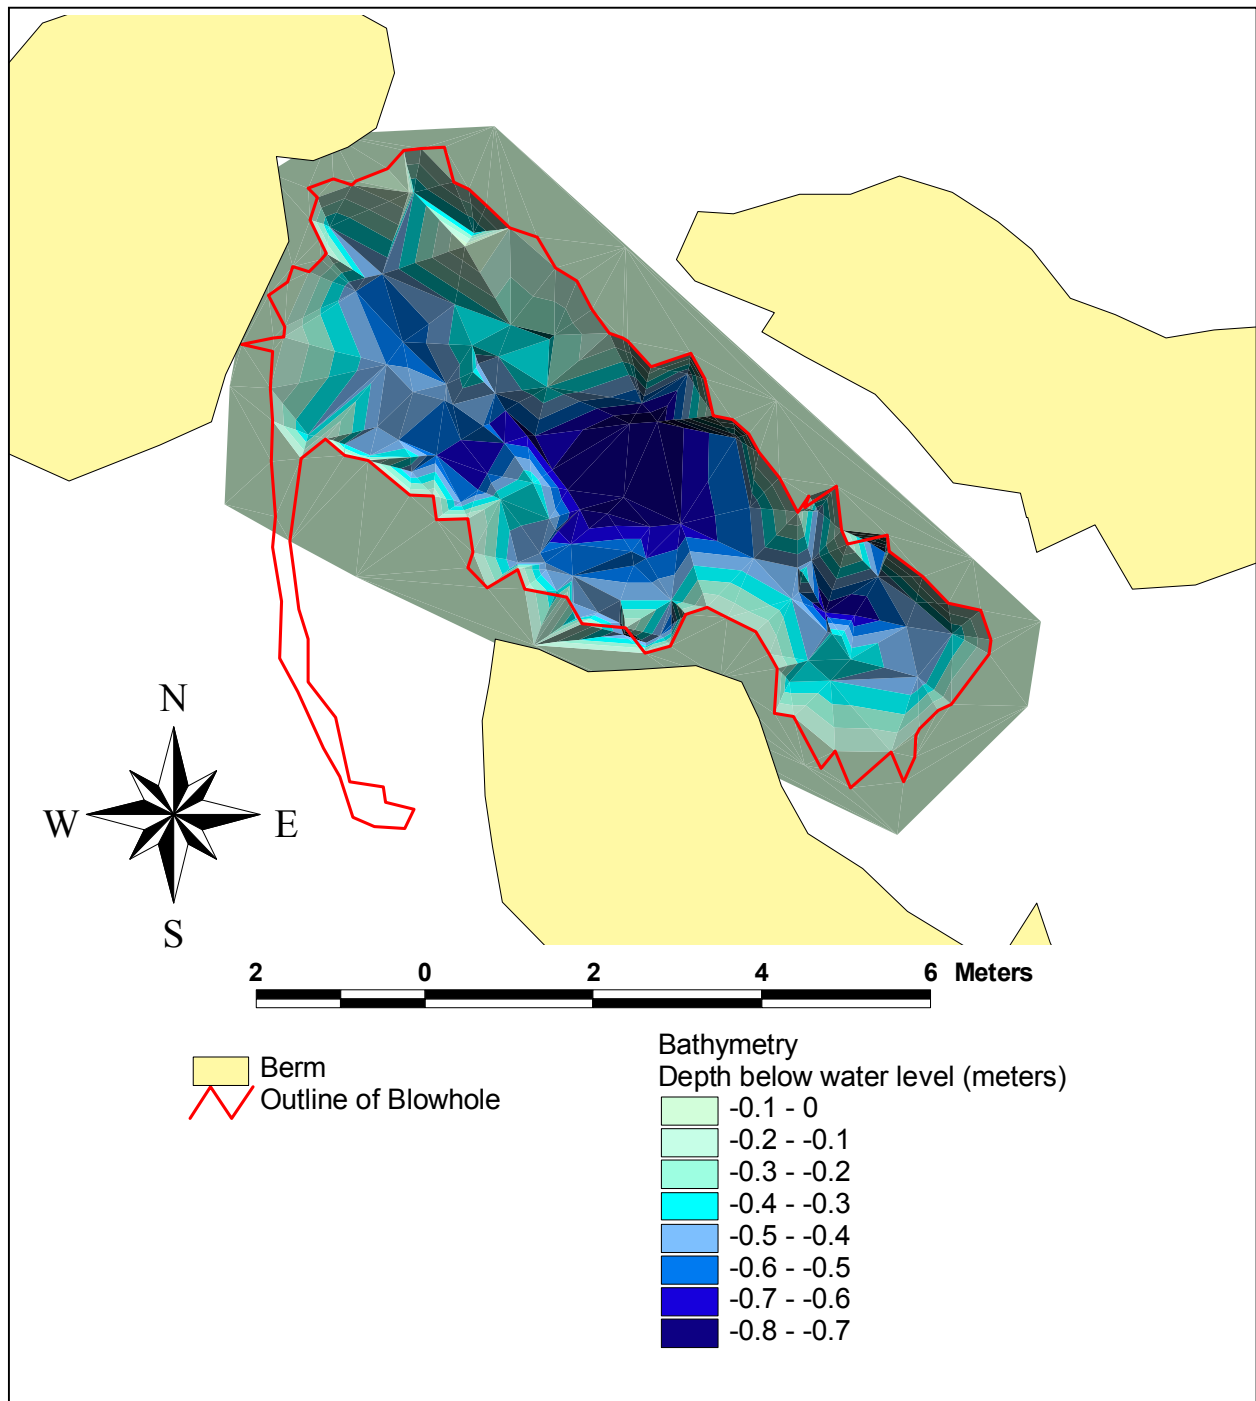 N
W E
S
2 0 2 4 6 Meters
Berm
Outline of Blowhole
Bathymetry
Depth below water level (meters)
-0.1 - 0
-0.2 - -0.1
-0.3 - -0.2
-0.4 - -0.3
-0.5 - -0.4
-0.6 - -0.5
-0.7 - -0.6
-0.8 - -0.7